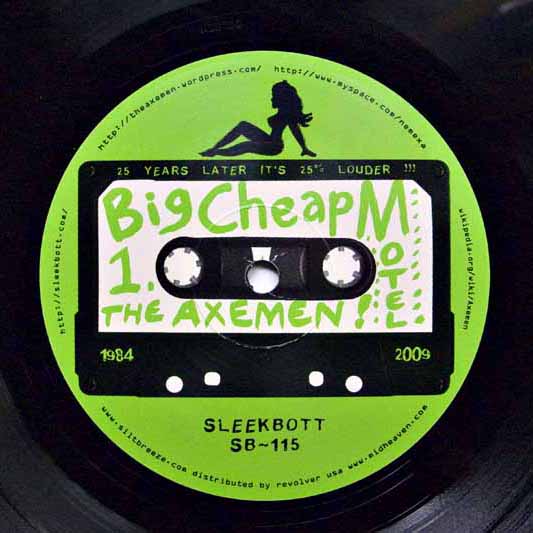 http://theaxemen.wordpress.com/ http://www.myspace.com/nemexa
25 YEARS LATER IT'S 25% LOUDER !!!
Big Cheap MOTEL
1.
THE AXEMEN!
1984 2009
http://sleekbott.com/
wikipedia.org/wiki/Axemen
SLEEKBOTT
SB~115
www.siltbreeze.com distributed by revolver usa www.midheaven.com